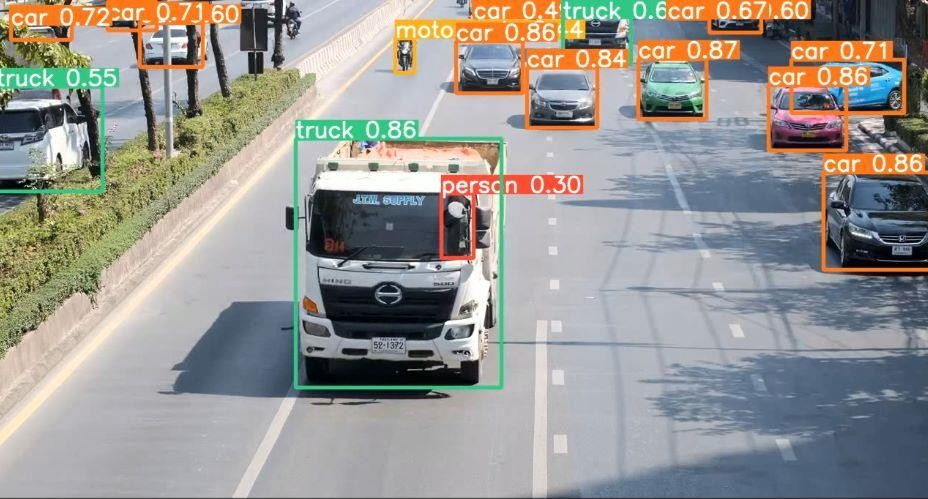 car 0.72
car 0.71
.60
car 0.4
truck 0.6
car 0.67
0.60
moto
car 0.86
car 0.84
car 0.87
car 0.71
car 0.86
truck 0.55
truck 0.86
car 0.86
person 0.30
J.T.M. SUPPLY
HINO
500
52-1372